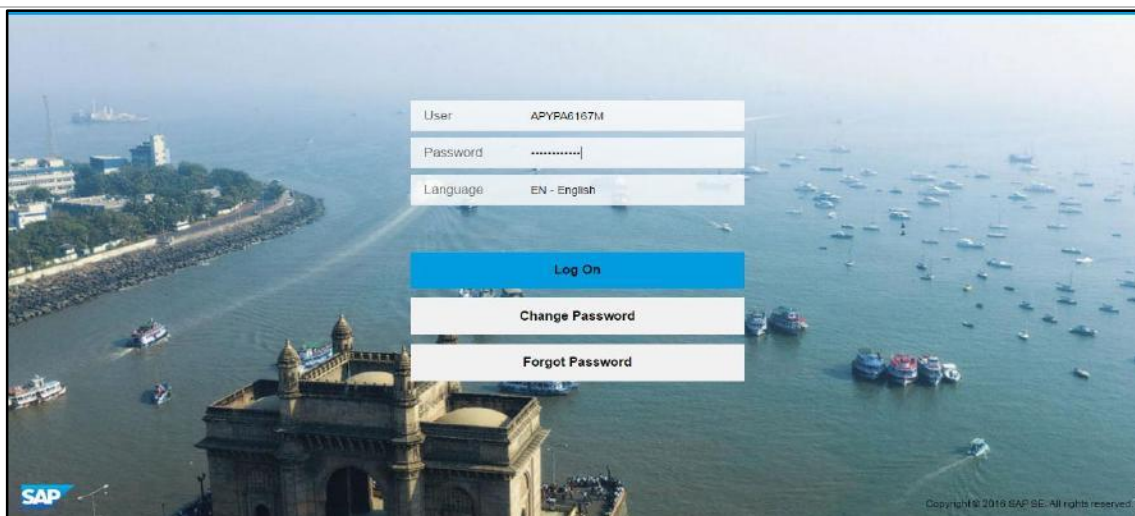 User APYPA6167M
Password ------------
Language EN - English
Log On
Change Password
Forgot Password
SAP
Copyright © 2016 SAP SE. All rights reserved.